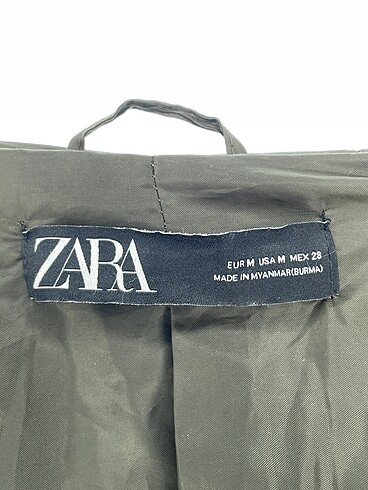 ZARA
EUR M USA M MEX 28
MADE IN MYANMAR(BURMA)